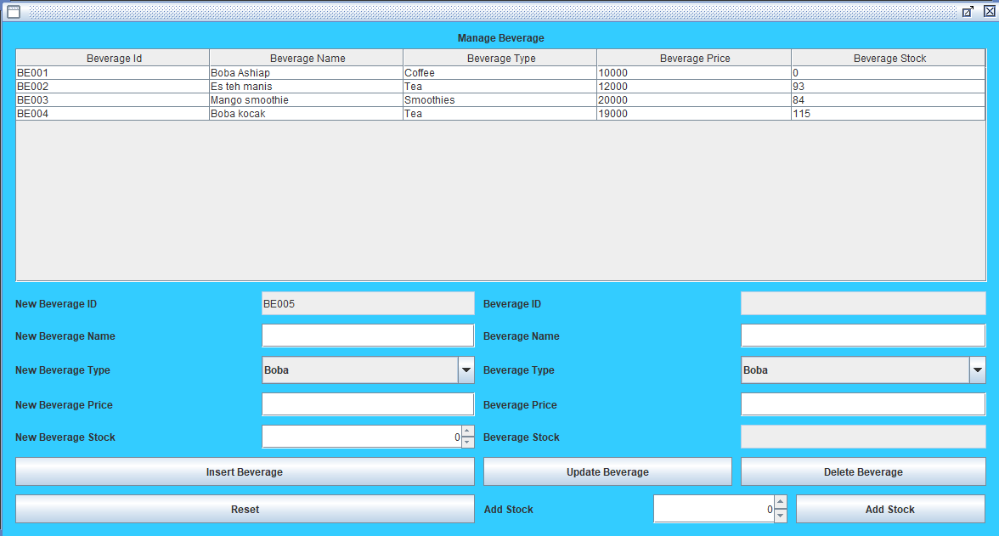 Manage Beverage
Beverage Id Beverage Name Beverage Type Beverage Price Beverage Stock
BE001 Boba Ashiap Coffee 10000 0
BE002 Es teh manis Tea 12000 93
BE003 Mango smoothie Smoothies 20000 84
BE004 Boba kocak Tea 19000 115
New Beverage ID BE005 Beverage ID
New Beverage Name Beverage Name
New Beverage Type Boba Beverage Type Boba
New Beverage Price Beverage Price
New Beverage Stock 0 Beverage Stock
Insert Beverage Update Beverage Delete Beverage
Reset Add Stock 0 Add Stock